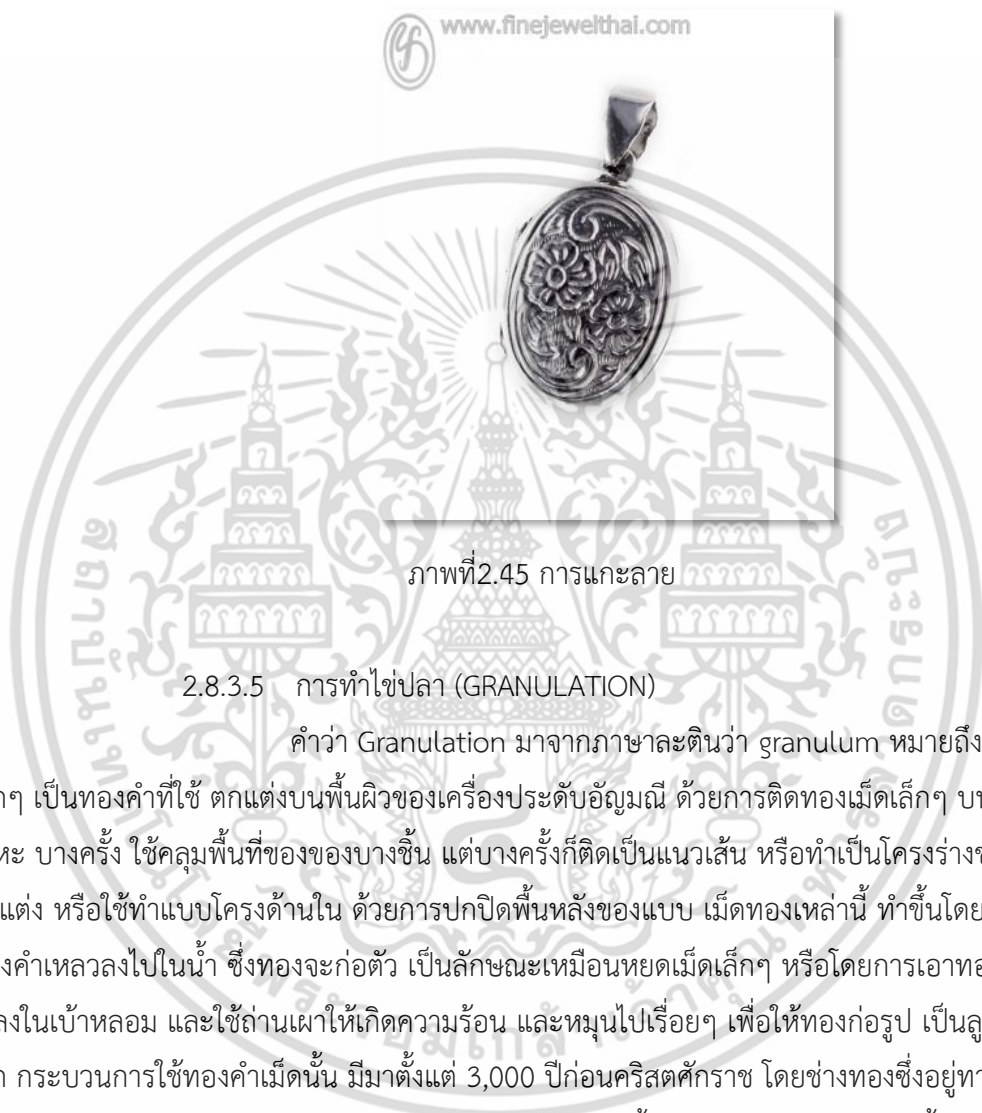 www.finejewelthai.com
ภาพที่2.45 การแกะลาย
2.8.3.5 การทำไข่ปลา (GRANULATION)
คำว่า Granulation มาจากภาษาละตินว่า granulum หมายถึง
ๆ เป็นทองคำที่ใช้ ตกแต่งบนพื้นผิวของเครื่องประดับอัญมณี ด้วยการติดทองเม็ดเล็กๆ
หะ บางครั้ง ใช้คลุมพื้นที่ของของบางชิ้น แต่บางครั้งก็ติดเป็นแนวเส้น หรือทำเป็นโครงร่าง
แต่ง หรือใช้ทำแบบโครงด้านใน ด้วยการปกปิดพื้นหลังของแบบ เม็ดทองเหล่านี้ ทำขึ้นโดย
งคำเหลวลงไปในน้ำ ซึ่งทองจะก่อตัว เป็นลักษณะเหมือนหยดเม็ดเล็กๆ หรือโดยการเอาทอ
ลงในเบ้าหลอม และใช้ถ่านเผาให้เกิดความร้อน และหมุนไปเรื่อยๆ เพื่อให้ทองก่อรูป เป็นลู
กระบวนการใช้ทองคำเม็ดนั้น มีมาตั้งแต่ 3,000 ปีก่อนคริสตศักราช โดยช่างทองซึ่งอยู่ทา